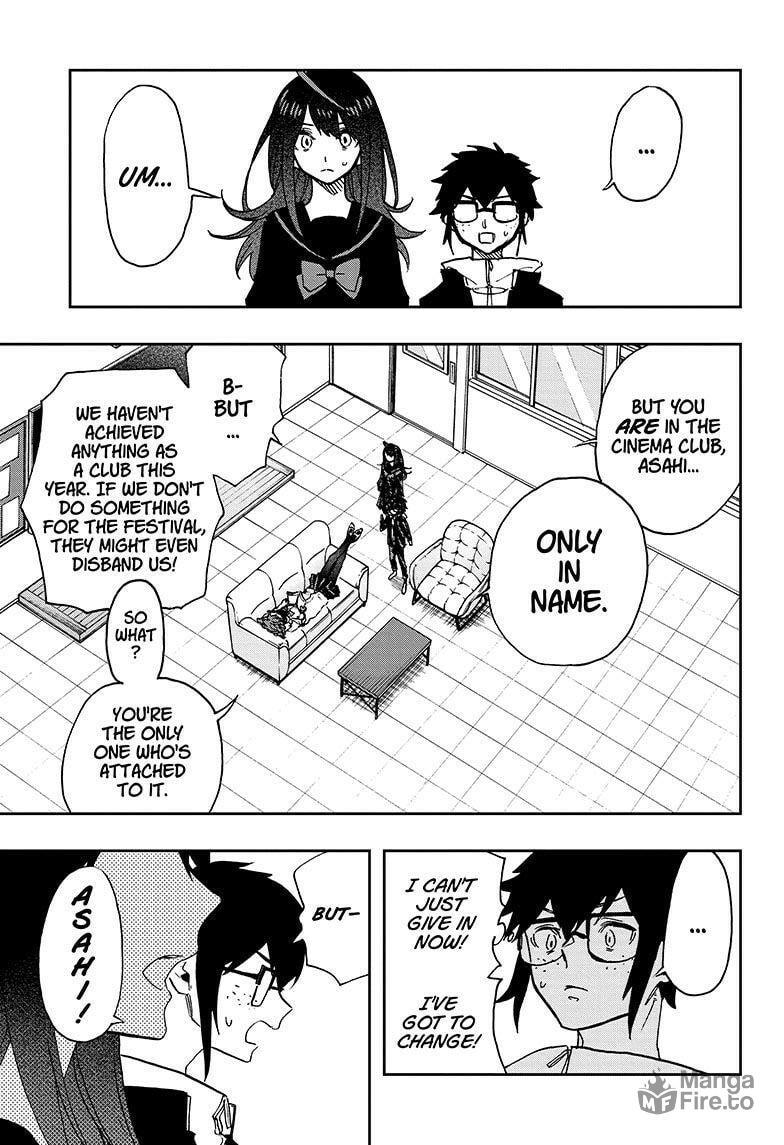 ...
UM...
BUT YOU
ARE IN THE
CINEMA CLUB,
ASAHI...
ONLY
IN
NAME.
B-
BUT
...
WE HAVEN'T
ACHIEVED
ANYTHING AS
A CLUB THIS
YEAR. IF WE DON'T
DO SOMETHING
FOR THE FESTIVAL,
THEY MIGHT EVEN
DISBAND US!
SO
WHAT
?
YOU'RE
THE ONLY
ONE WHO'S
ATTACHED
TO IT.
...
I CAN'T
JUST
GIVE IN
NOW!
I'VE
GOT TO
CHANGE!
BUT-
ASAHI!
MF
Manga
Fire.to